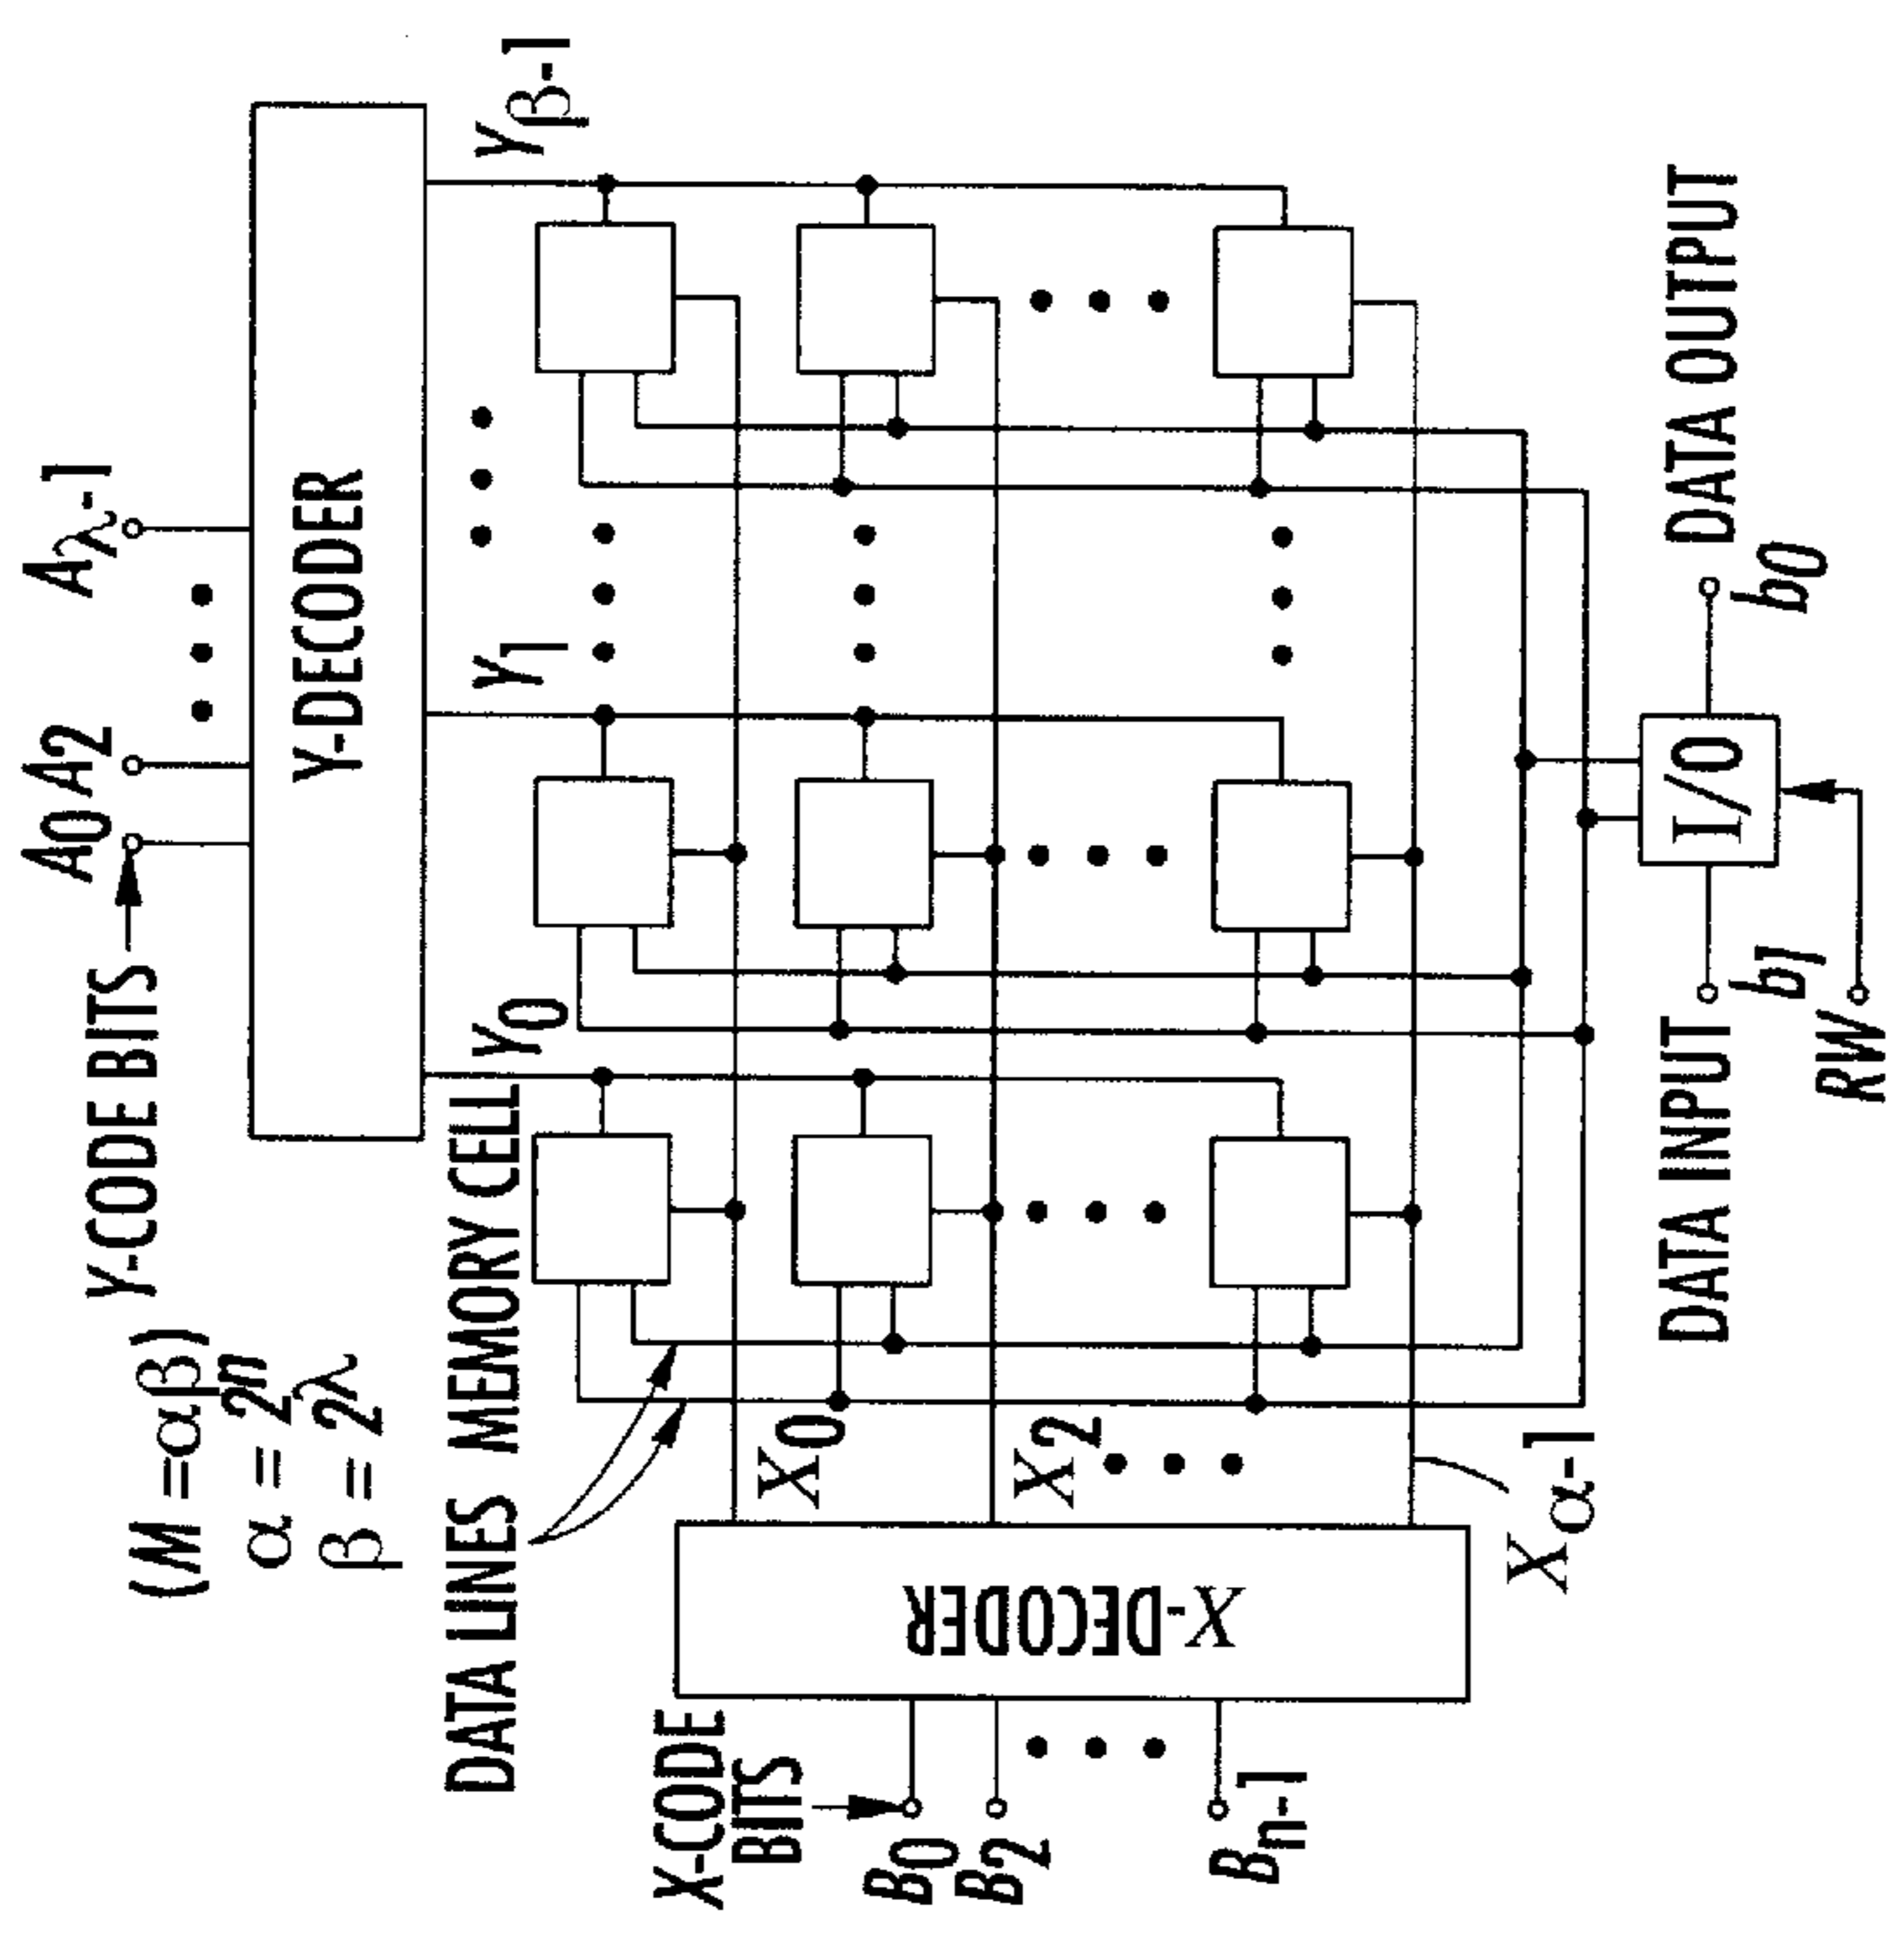 (M = αβ)
α = 2n
β = 2λ
Y-CODE BITS
A0 A2 Aλ-1
Y-DECODER
DATA LINES MEMORY CELL
Y0 Y1 Yβ-1
X-CODE
BITS
B0
B2
Bn-1
X-DECODER
X0
X2
Xα-1
I/O
DATA INPUT
b1
RW
DATA OUTPUT
b0